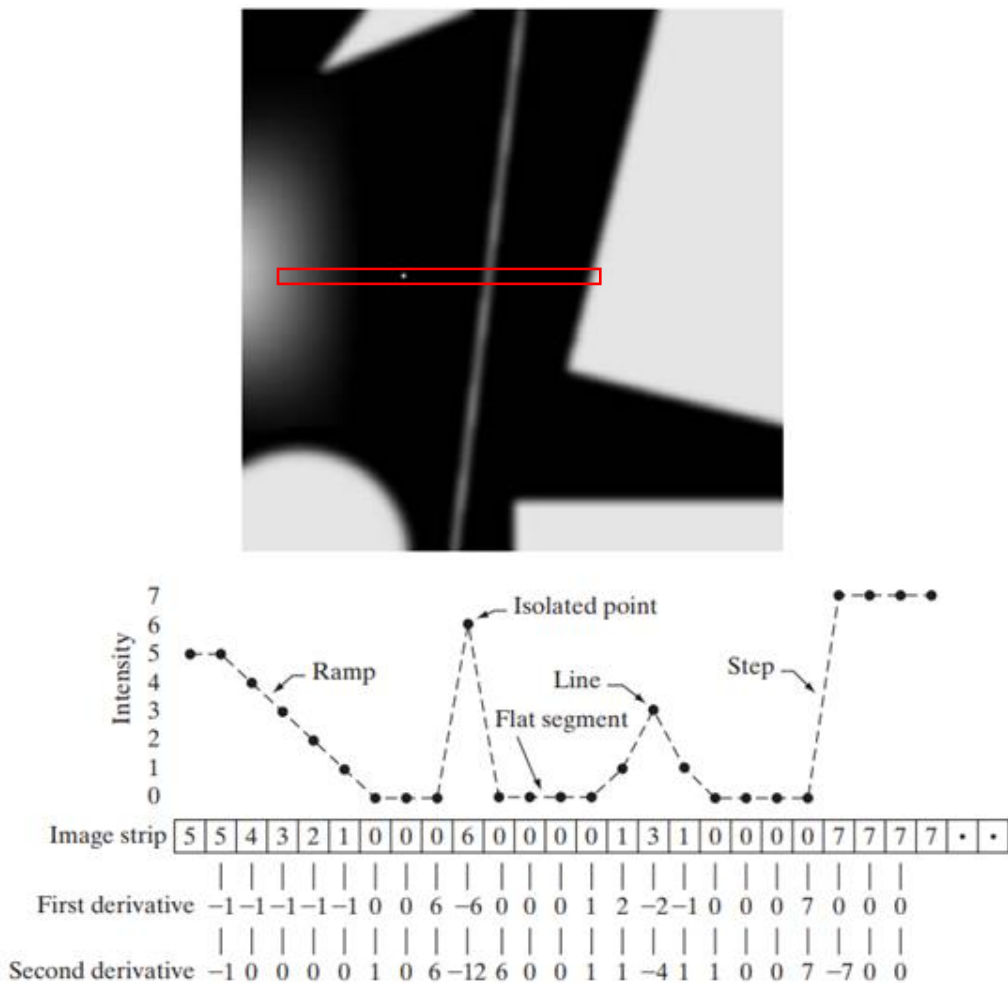 7
Isolated point
6
5
Ramp
Step
4
Line
Intensity
3
Flat segment
2
1
0
Image strip 5 5 4 3 2 1 0 0 0 6 0 0 0 0 1 3 1 0 0 0 0 7 7 7 7 • •
First derivative −1 −1 −1 −1 −1 0 0 6 −6 0 0 0 1 2 −2 −1 0 0 0 7 0 0 0
Second derivative −1 0 0 0 0 1 0 6 −12 6 0 0 1 1 −4 1 1 0 0 7 −7 0 0